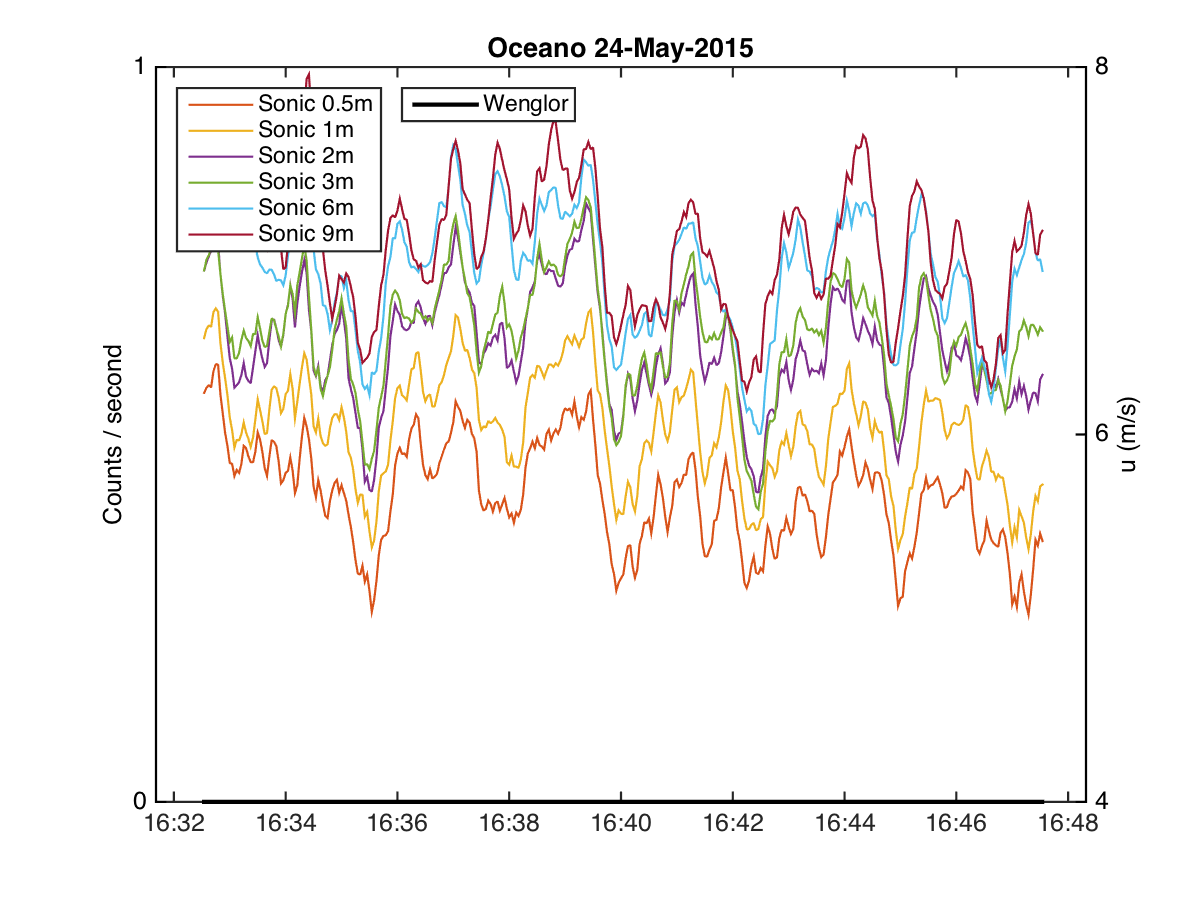 Oceano 24-May-2015
1
8
Sonic 0.5m
Wenglor
Sonic 1m
Sonic 2m
Sonic 3m
Sonic 6m
Sonic 9m
Counts / second
6
u (m/s)
0
4
16:32 16:34 16:36 16:38 16:40 16:42 16:44 16:46 16:48